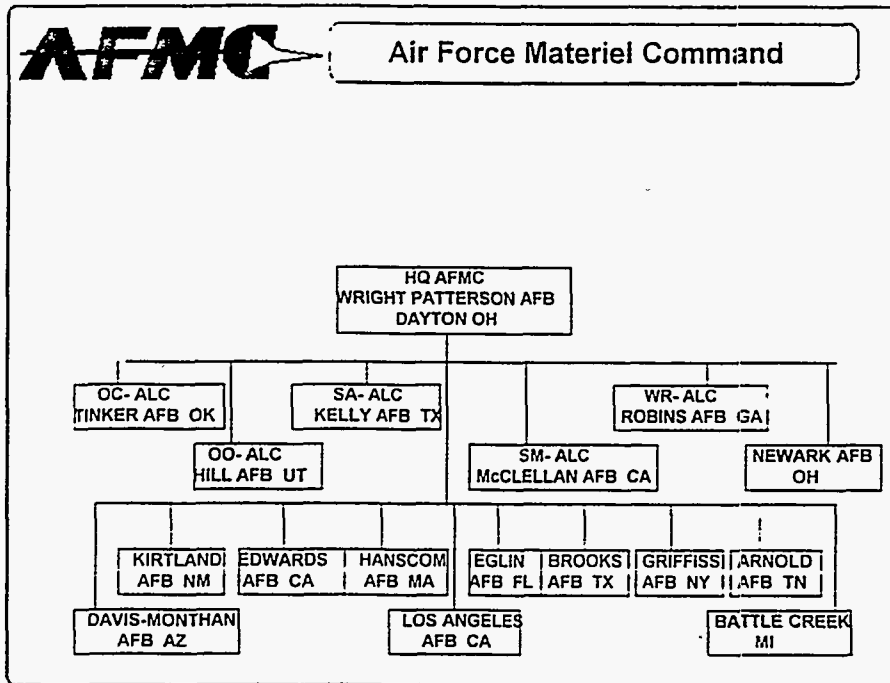 AFMC
Air Force Materiel Command
HQ AFMC
WRIGHT PATTERSON AFB
DAYTON OH
OC- ALC
TINKER AFB OK
SA- ALC
KELLY AFB TX
WR- ALC
ROBINS AFB GA
OO- ALC
HILL AFB UT
SM- ALC
McCLELLAN AFB CA
NEWARK AFB
OH
KIRTLAND
AFB NM
EDWARDS
AFB CA
HANSCOM
AFB MA
EGLIN
AFB FL
BROOKS
AFB TX
GRIFFISS
AFB NY
ARNOLD
AFB TN
DAVIS-MONTHAN
AFB AZ
LOS ANGELES
AFB CA
BATTLE CREEK
MI